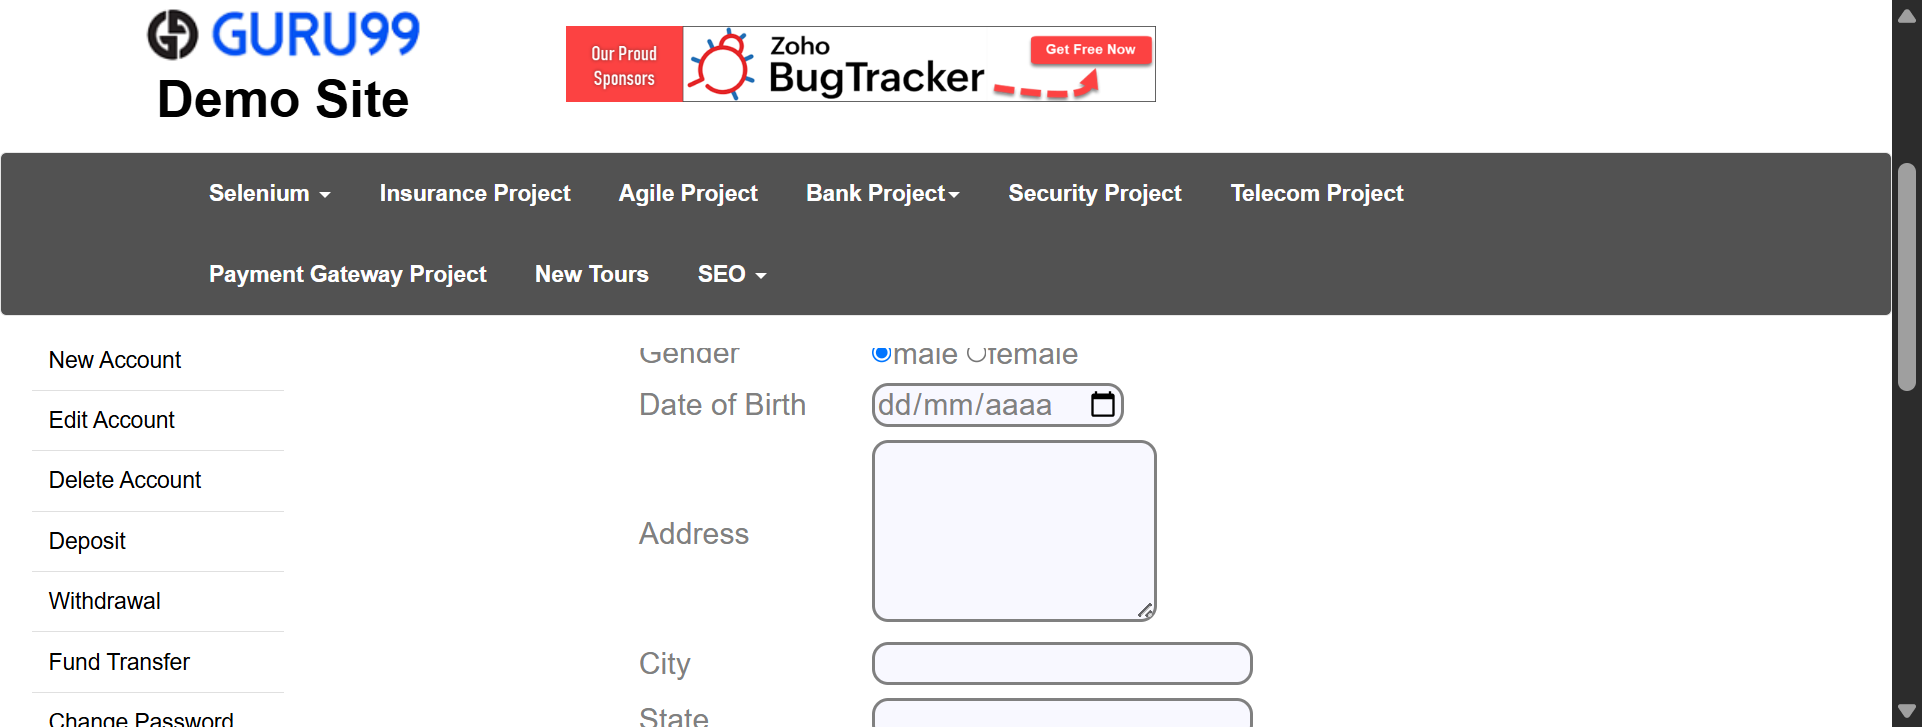 GURU99
Demo Site
Our Proud
Sponsors
Zoho
BugTracker
Get Free Now
Selenium
Insurance Project
Agile Project
Bank Project
Security Project
Telecom Project
Payment Gateway Project
New Tours
SEO
New Account
Edit Account
Delete Account
Deposit
Withdrawal
Fund Transfer
Change Password
Gender male female
Date of Birth dd/mm/aaaa
Address
City
State